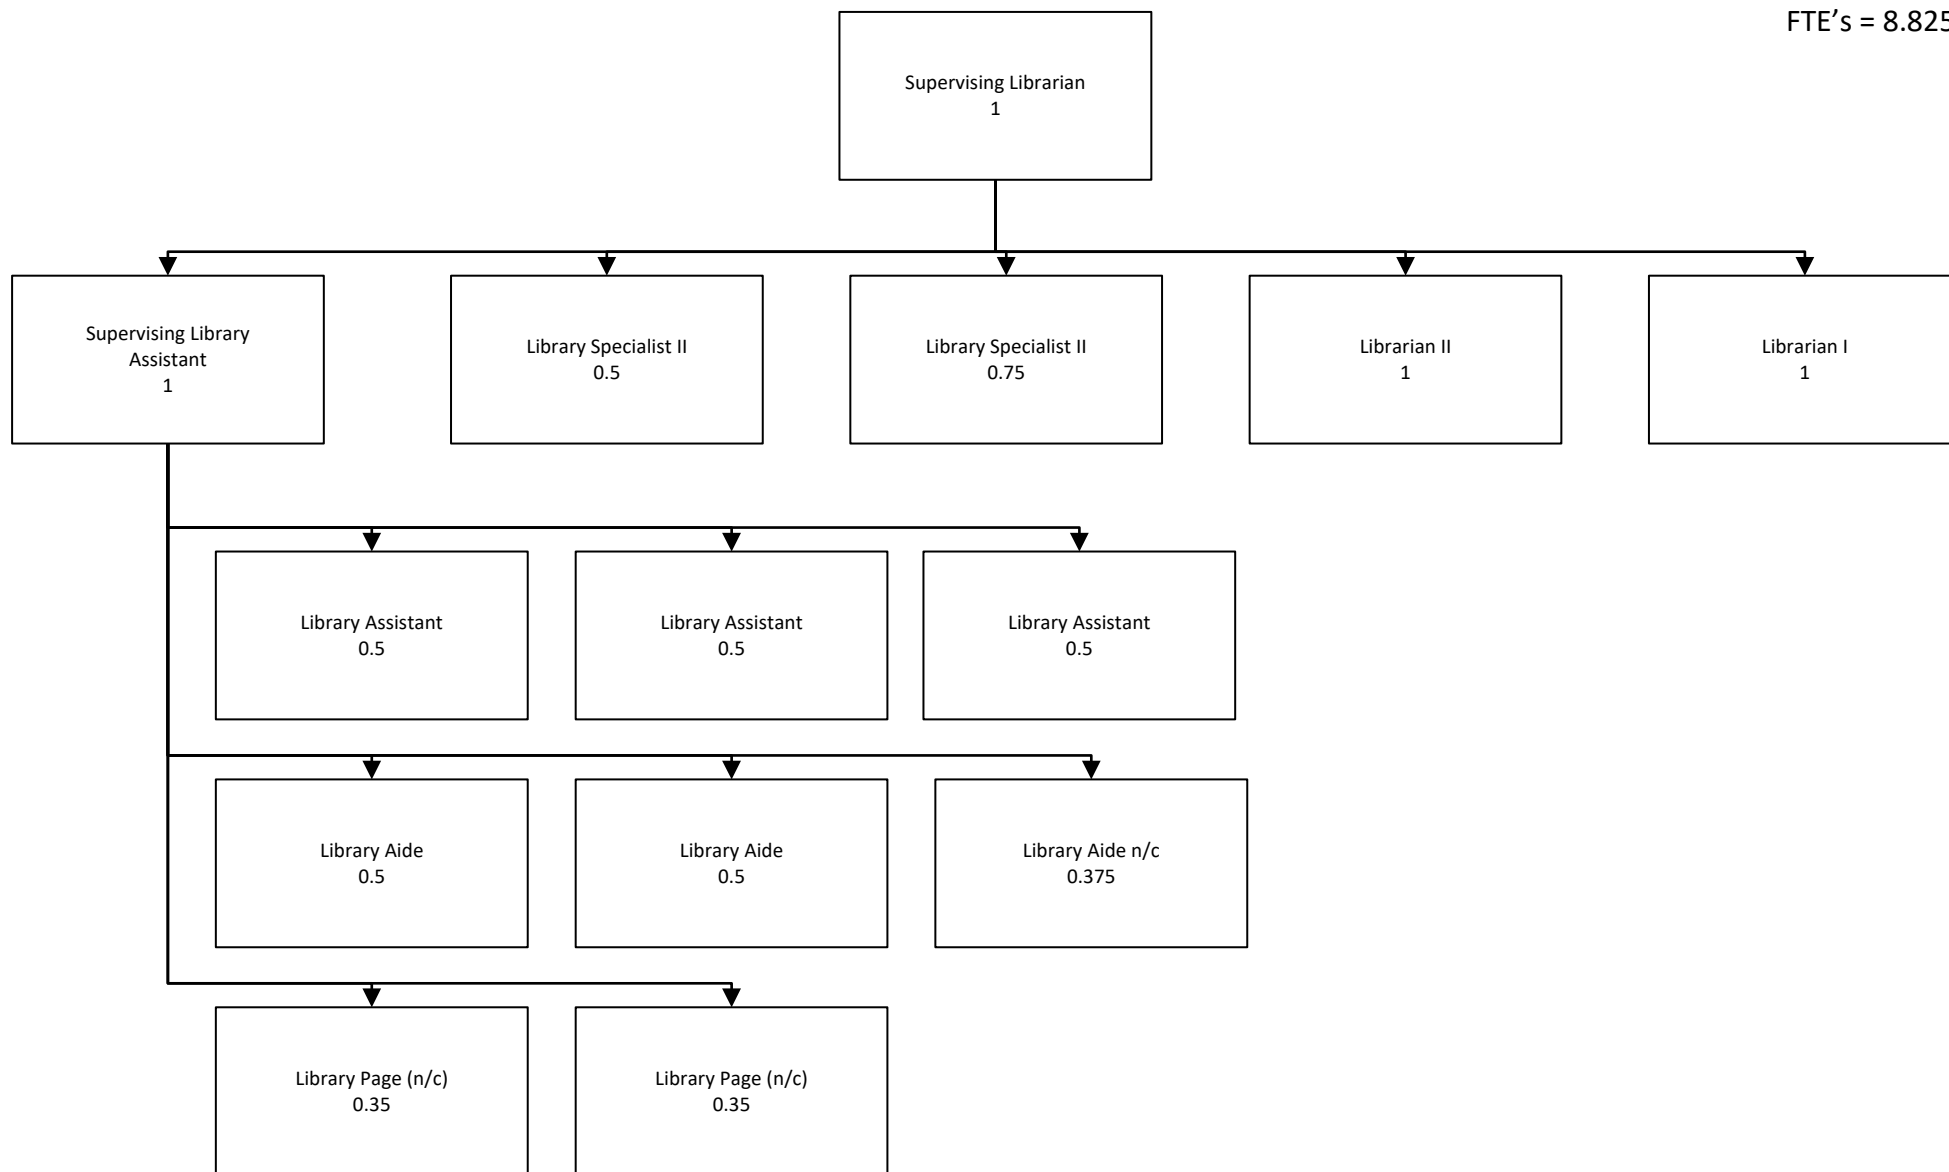 FTE's = 8.825
Supervising Librarian
1
Supervising Library
Assistant
1
Library Specialist II
0.5
Library Specialist II
0.75
Librarian II
1
Librarian I
1
Library Assistant
0.5
Library Assistant
0.5
Library Assistant
0.5
Library Aide
0.5
Library Aide
0.5
Library Aide n/c
0.375
Library Page (n/c)
0.35
Library Page (n/c)
0.35